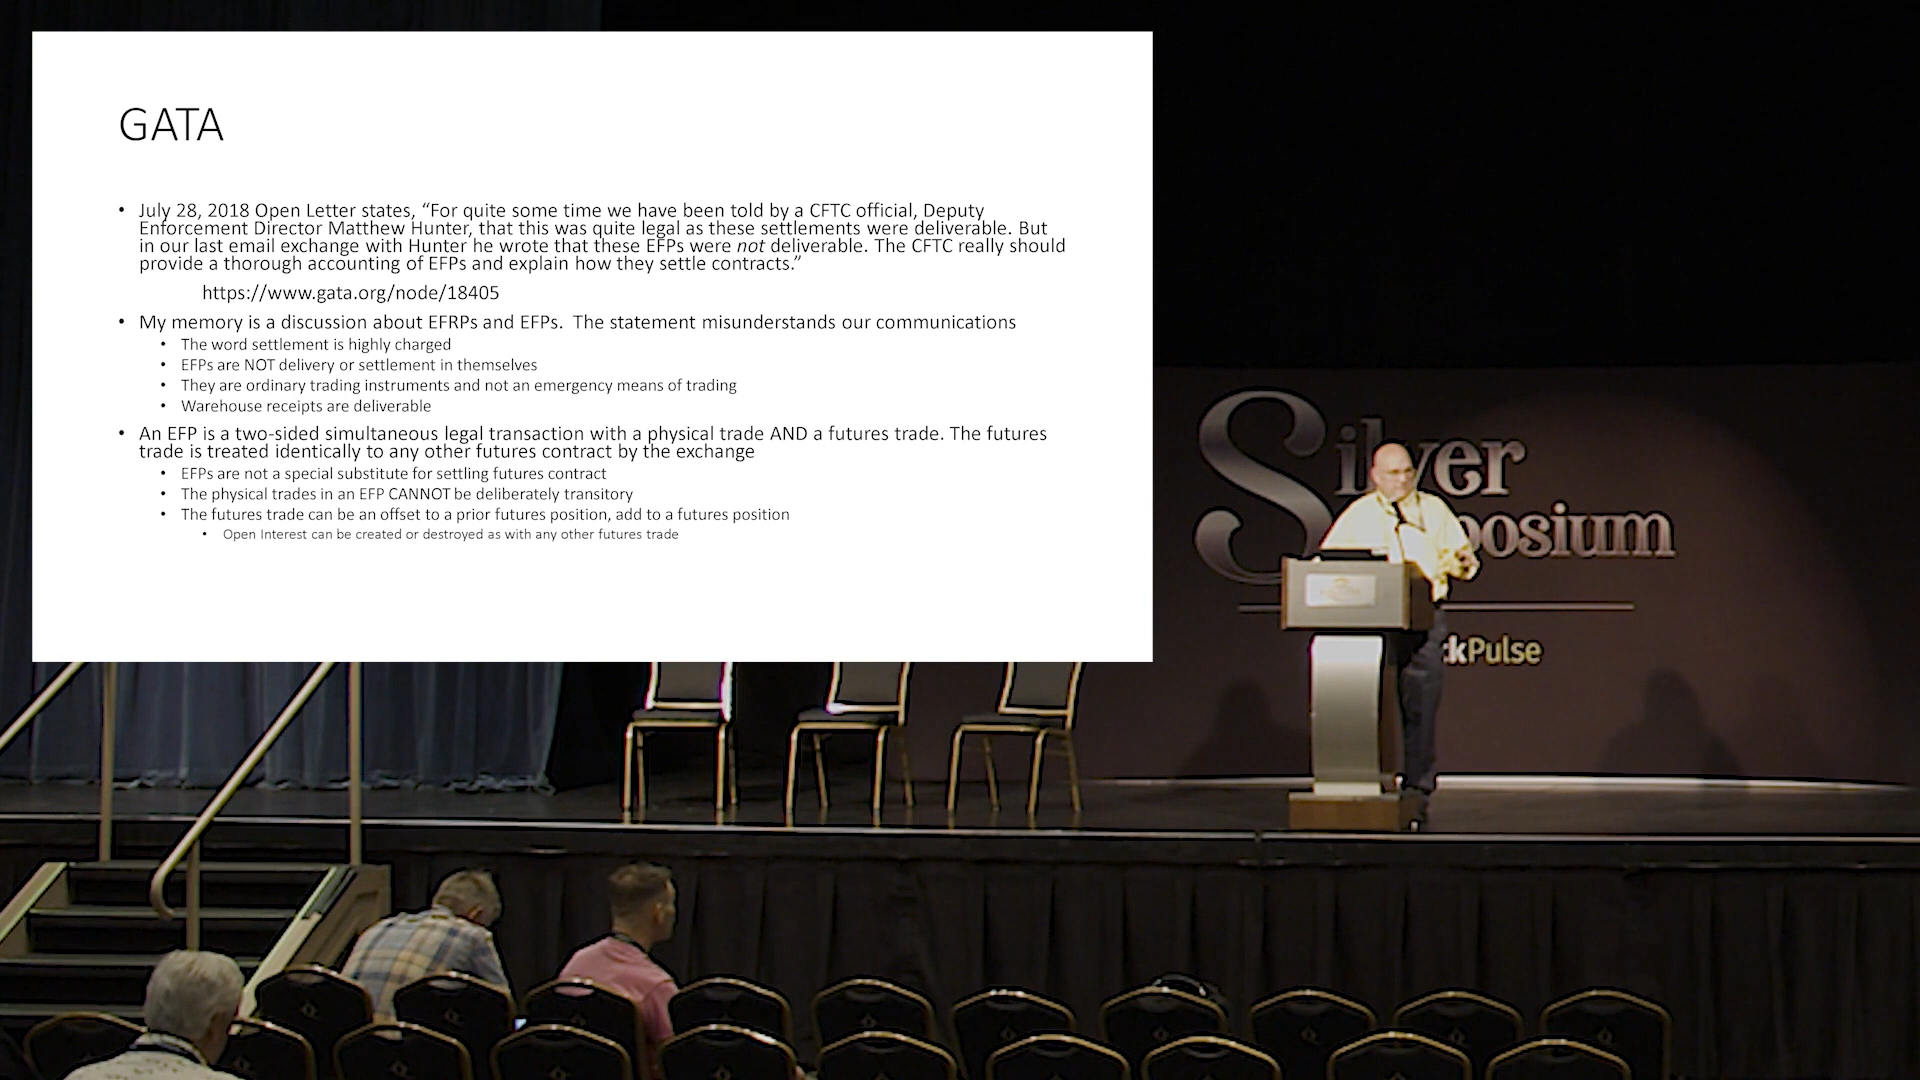 GATA
• July 28, 2018 Open Letter states, “For quite some time we have been told by a CFTC official, Deputy
Enforcement Director Matthew Hunter, that this was quite legal as these settlements were deliverable. But
in our last email exchange with Hunter he wrote that these EFPs were not deliverable. The CFTC really should
provide a thorough accounting of EFPs and explain how they settle contracts.”
https://www.gata.org/node/18405
• My memory is a discussion about EFRPs and EFPs.  The statement misunderstands our communications
• The word settlement is highly charged
• EFPs are NOT delivery or settlement in themselves
• They are ordinary trading instruments and not an emergency means of trading
• Warehouse receipts are deliverable
• An EFP is a two-sided simultaneous legal transaction with a physical trade AND a futures trade. The futures
trade is treated identically to any other futures contract by the exchange
• EFPs are not a special substitute for settling futures contract
• The physical trades in an EFP CANNOT be deliberately transitory
• The futures trade can be an offset to a prior futures position, add to a futures position
• Open Interest can be created or destroyed as with any other futures trade
Silver
posium
ckPulse